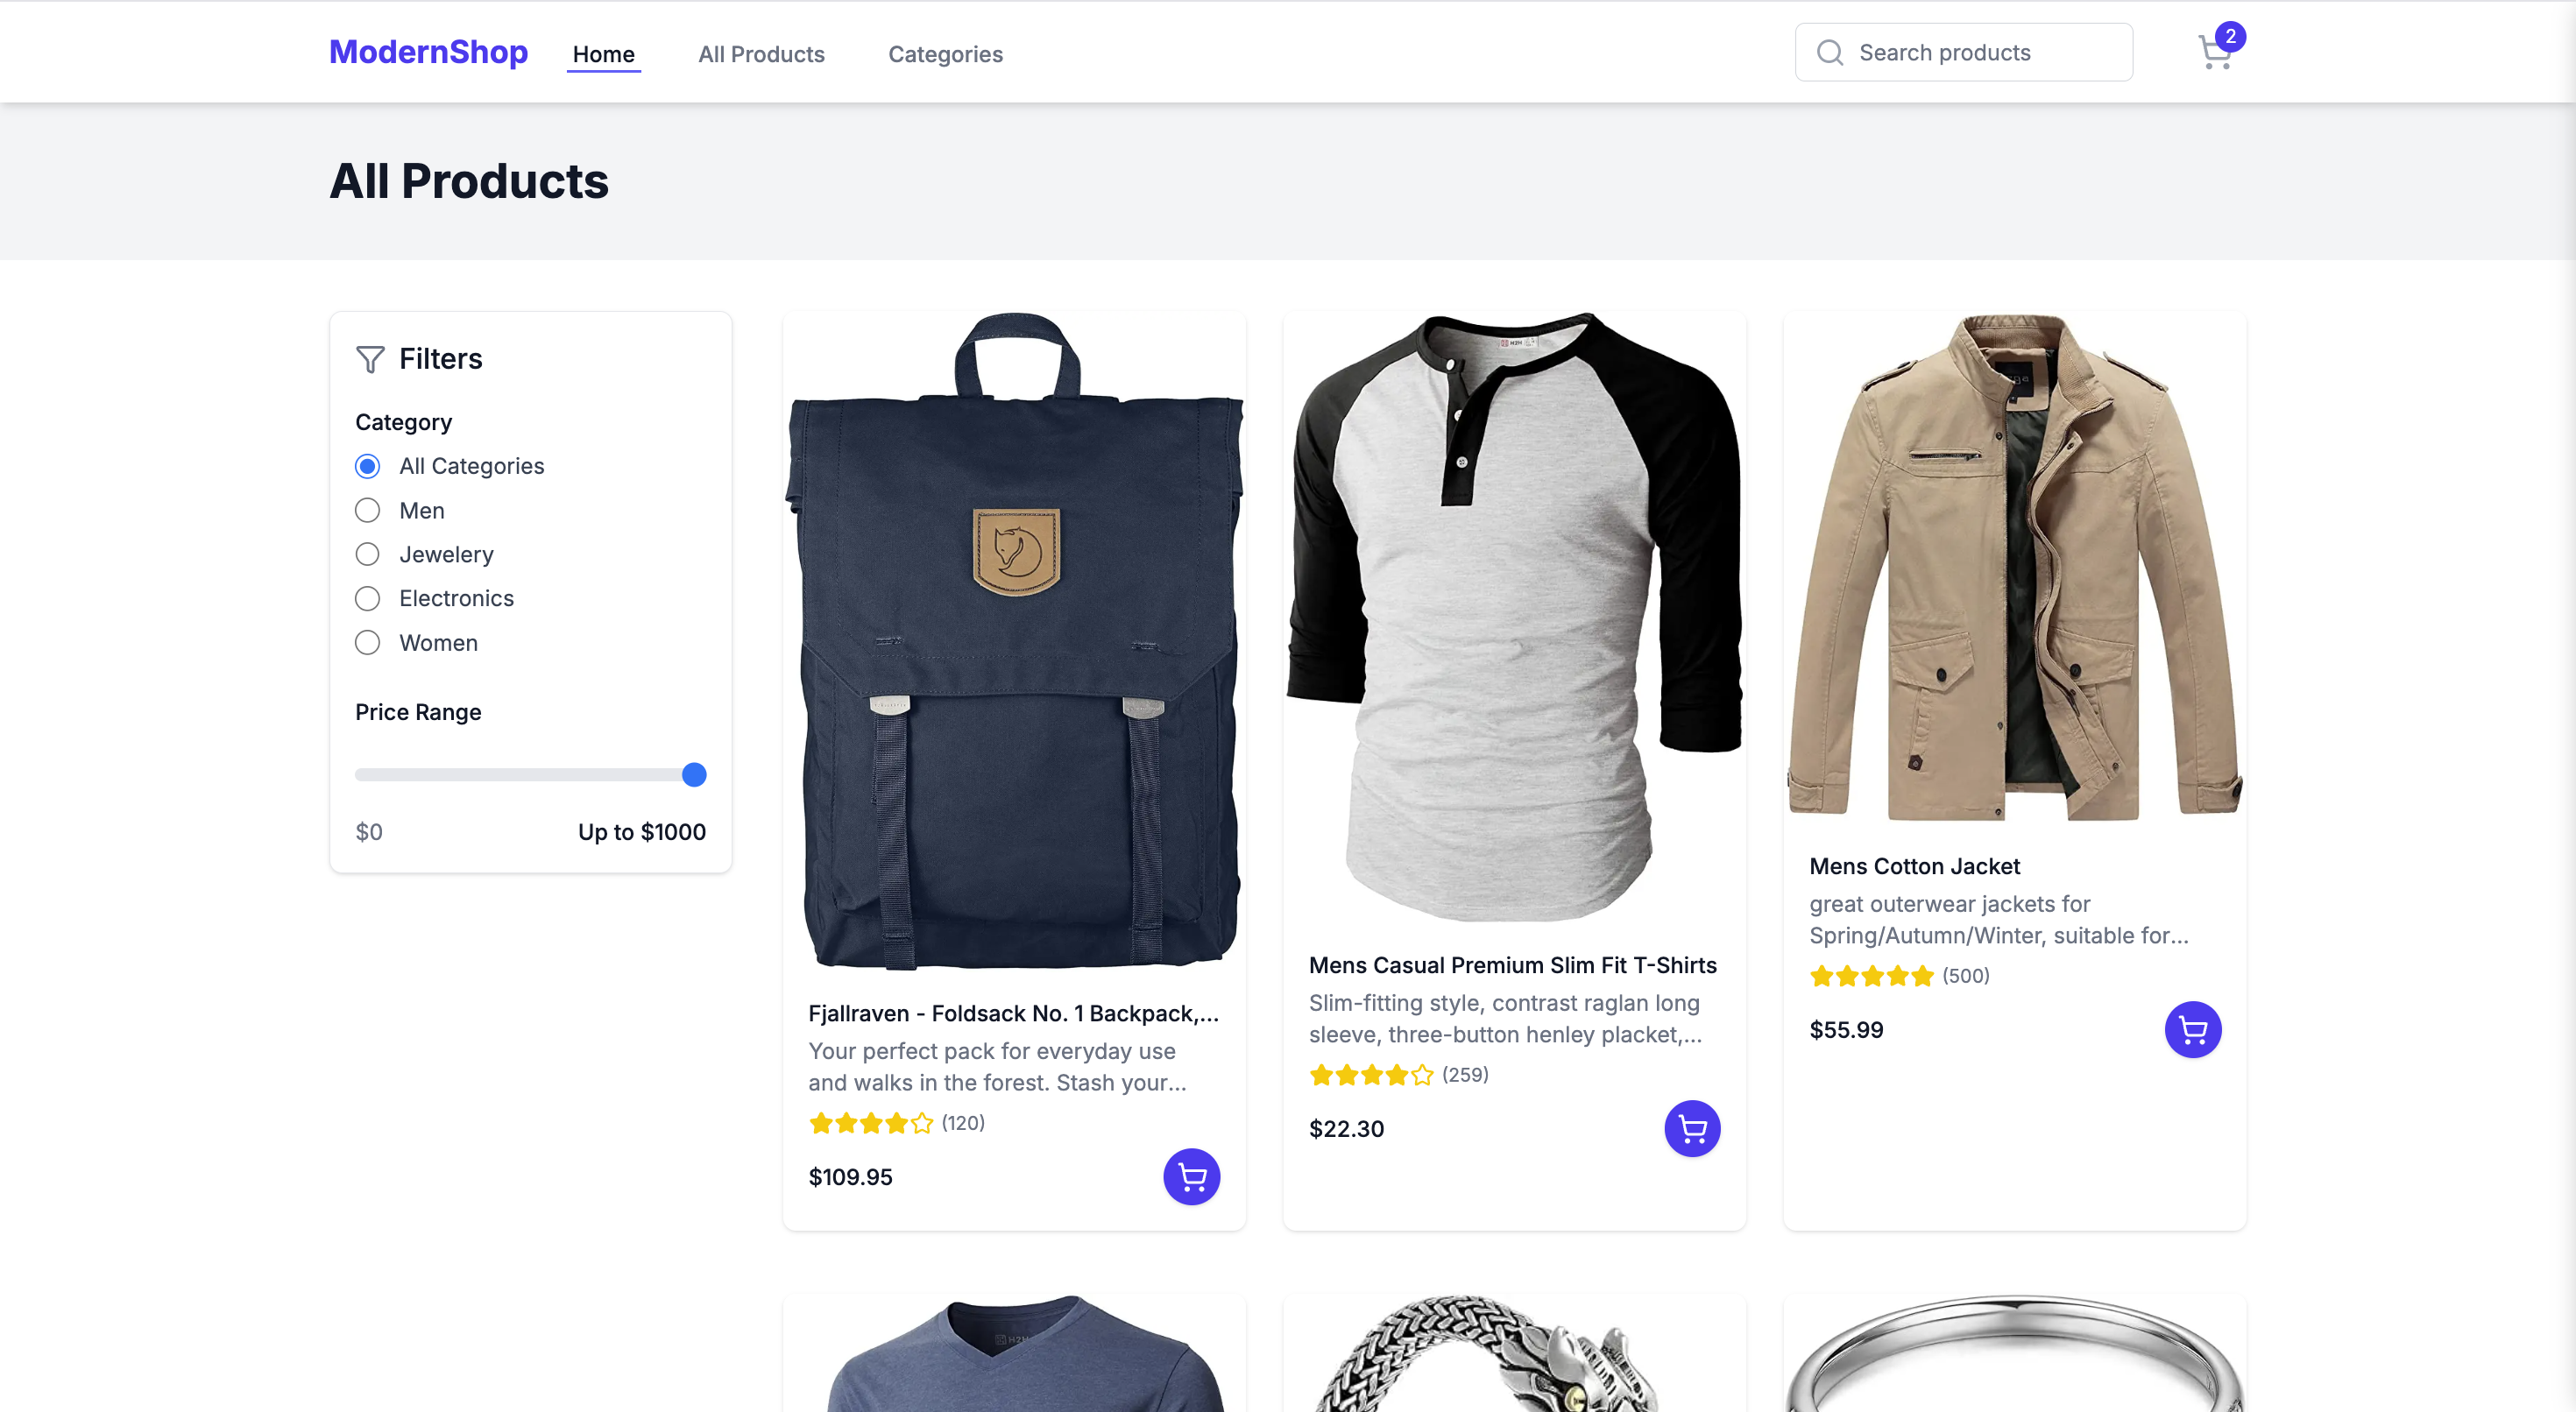 ModernShop
Home
All Products
Categories
Search products
2
All Products
Filters
Category
All Categories
Men
Jewelery
Electronics
Women
Price Range
$0
Up to $1000
Fjallraven - Foldsack No. 1 Backpack,...
Your perfect pack for everyday use
and walks in the forest. Stash your...
(120)
$109.95
H2H
Mens Casual Premium Slim Fit T-Shirts
Slim-fitting style, contrast raglan long
sleeve, three-button henley placket,...
(259)
$22.30
Mens Cotton Jacket
great outerwear jackets for
Spring/Autumn/Winter, suitable for...
(500)
$55.99
H2H